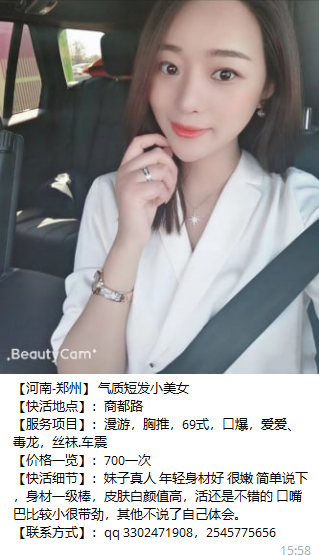 BeautyCam
【河南-郑州】 气质短发小美女
【快活地点】：商都路
【服务项目】：漫游，胸推，69式，口爆，爱爱、
毒龙，丝袜.车震
【价格一览】：700一次
【快活细节】：妹子真人 年轻身材好 很嫩 简单说下
，身材一级棒，皮肤白颜值高，活还是不错的 口嘴
巴比较小很带劲，其他不说了自己体会。
【联系方式】：qq 3302471908，2545775656
15:58